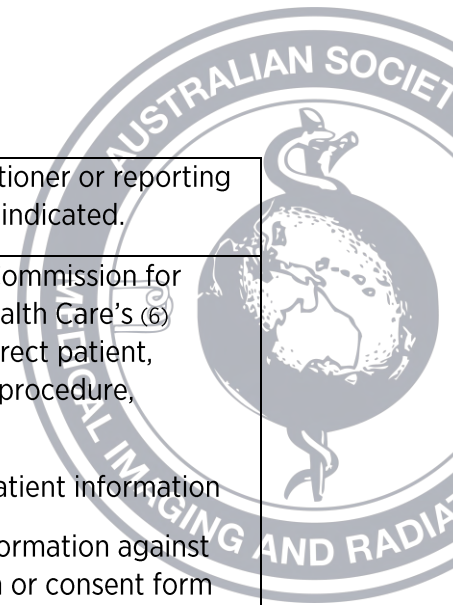 AUSTRALIAN SOCIET
tioner or reporting
indicated.
ommission for
alth Care's (6)
rect patient,
procedure,
atient information
ormation against
or consent form
MEDICAL IMAGING AND RADIA